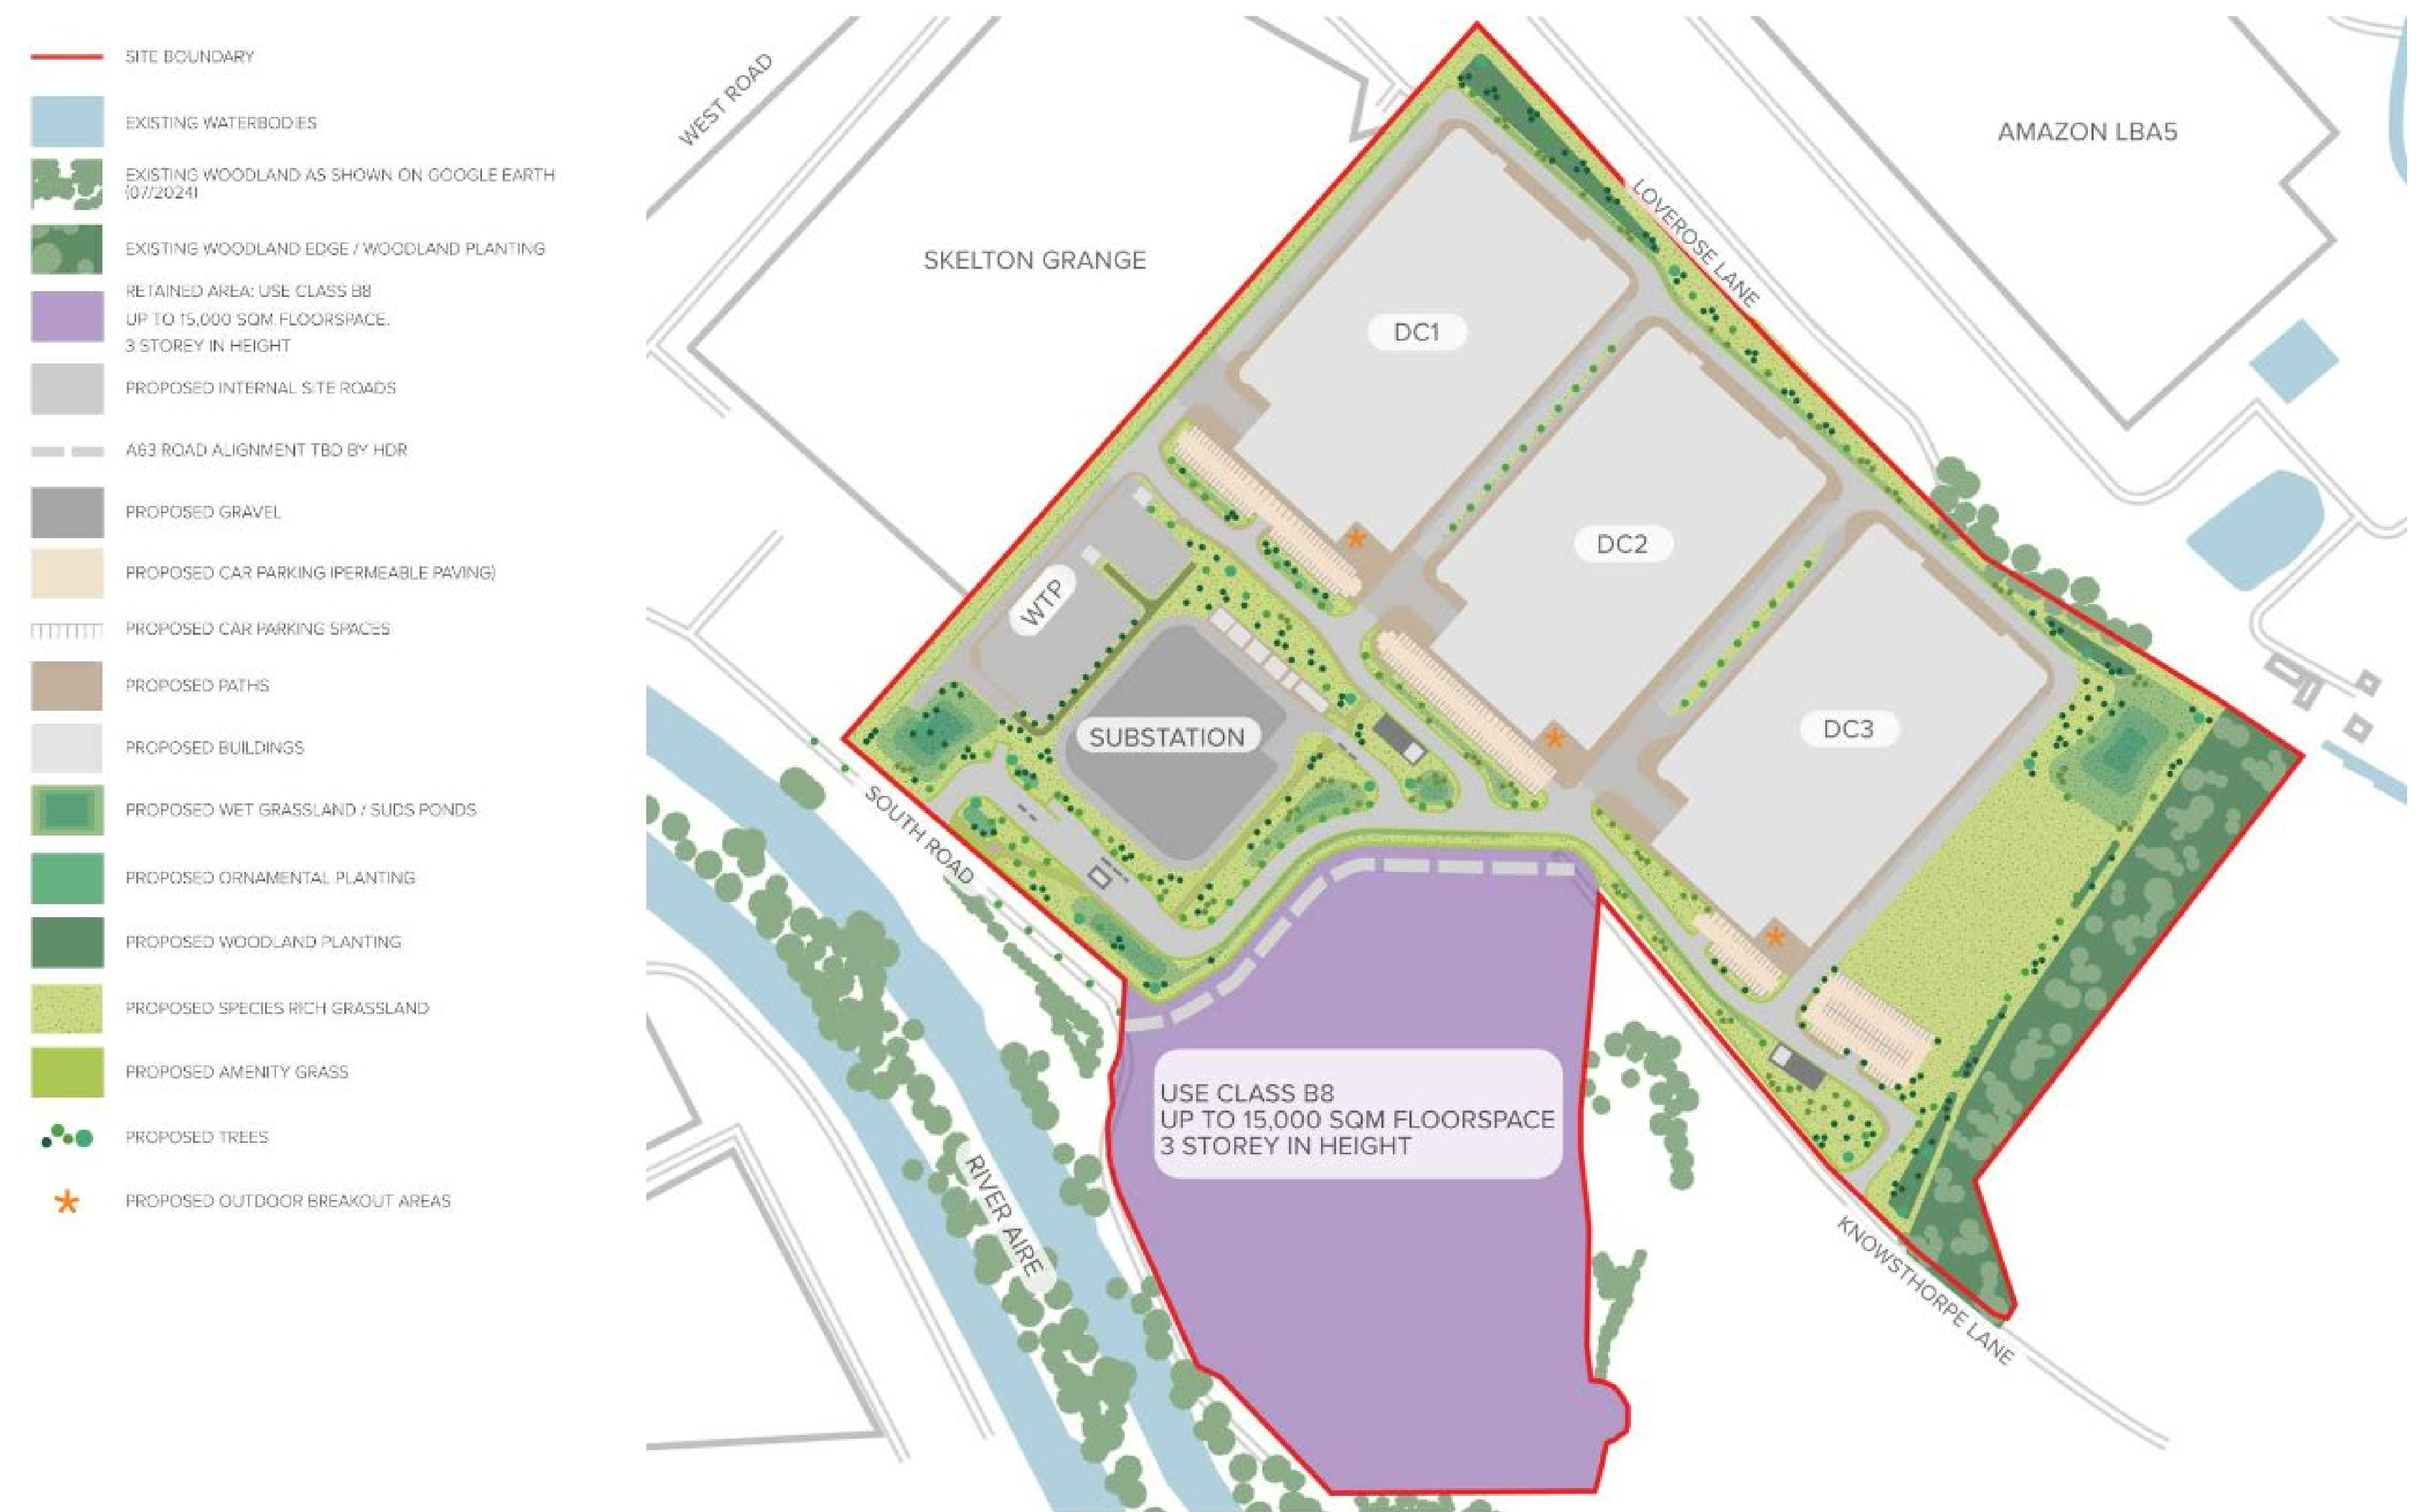 SITE BOUNDARY
EXISTING WATERBODIES
EXISTING WOODLAND AS SHOWN ON GOOGLE EARTH
(07/2024)
EXISTING WOODLAND EDGE / WOODLAND PLANTING
RETAINED AREA: USE CLASS B8
UP TO 15,000 SQM FLOORSPACE.
3 STOREY IN HEIGHT
PROPOSED INTERNAL SITE ROADS
A63 ROAD ALIGNMENT TBD BY HDR
PROPOSED GRAVEL
PROPOSED CAR PARKING (PERMEABLE PAVING)
PROPOSED CAR PARKING SPACES
PROPOSED PATHS
PROPOSED BUILDINGS
PROPOSED WET GRASSLAND / SUDS PONDS
PROPOSED ORNAMENTAL PLANTING
PROPOSED WOODLAND PLANTING
PROPOSED SPECIES RICH GRASSLAND
PROPOSED AMENITY GRASS
PROPOSED TREES
PROPOSED OUTDOOR BREAKOUT AREAS
WEST ROAD
AMAZON LBA5
SKELTON GRANGE
LOVEROSE LANE
DC1
DC2
WTP
SUBSTATION
DC3
SOUTH ROAD
USE CLASS B8
UP TO 15,000 SQM FLOORSPACE
3 STOREY IN HEIGHT
RIVER AIRE
KNOWSTHORPE LANE